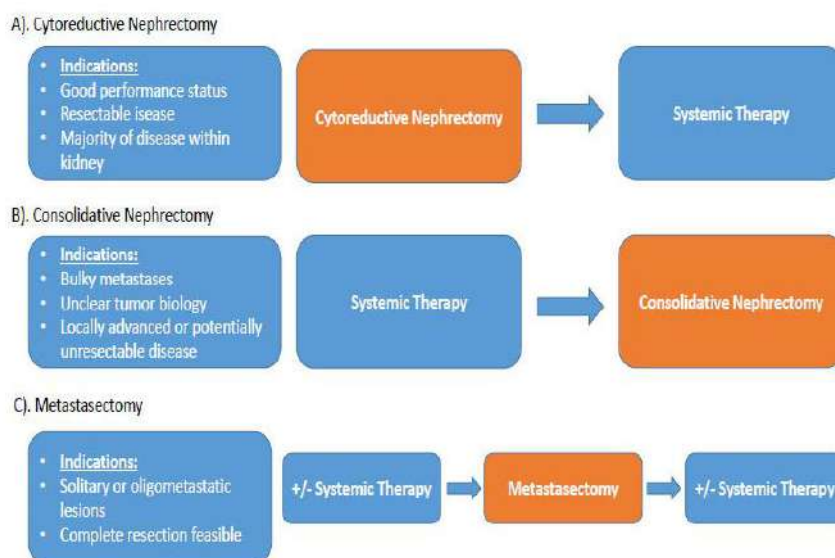 A). Cytoreductive Nephrectomy
• Indications:
• Good performance status
• Resectable isease
• Majority of disease within
kidney
Cytoreductive Nephrectomy
Systemic Therapy
B). Consolidative Nephrectomy
• Indications:
• Bulky metastases
• Unclear tumor biology
• Locally advanced or potentially
unresectable disease
Systemic Therapy
Consolidative Nephrectomy
C). Metastasectomy
• Indications:
• Solitary or oligometastatic
lesions
• Complete resection feasible
+/- Systemic Therapy
Metastasectomy
+/- Systemic Therapy